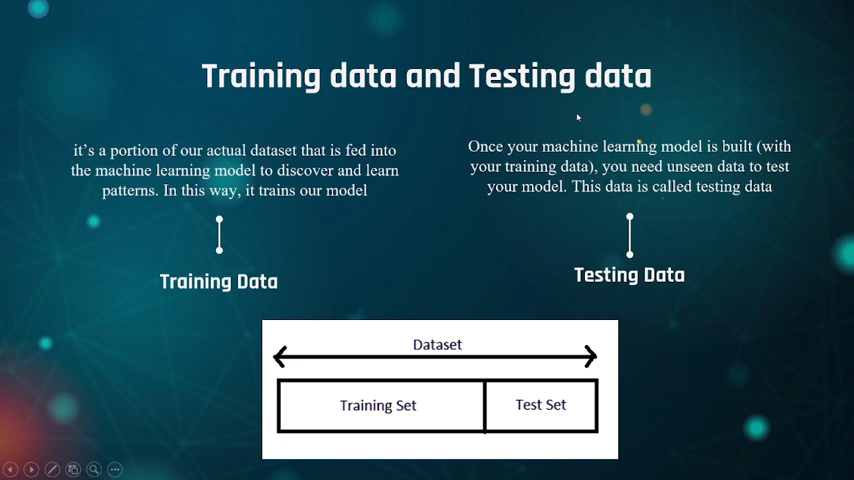 Training data and Testing data
it's a portion of our actual dataset that is fed into
the machine learning model to discover and learn
patterns. In this way, it trains our model
Training Data
Once your machine learning model is built (with
your training data), you need unseen data to test
your model. This data is called testing data
Testing Data
Dataset
Training Set
Test Set